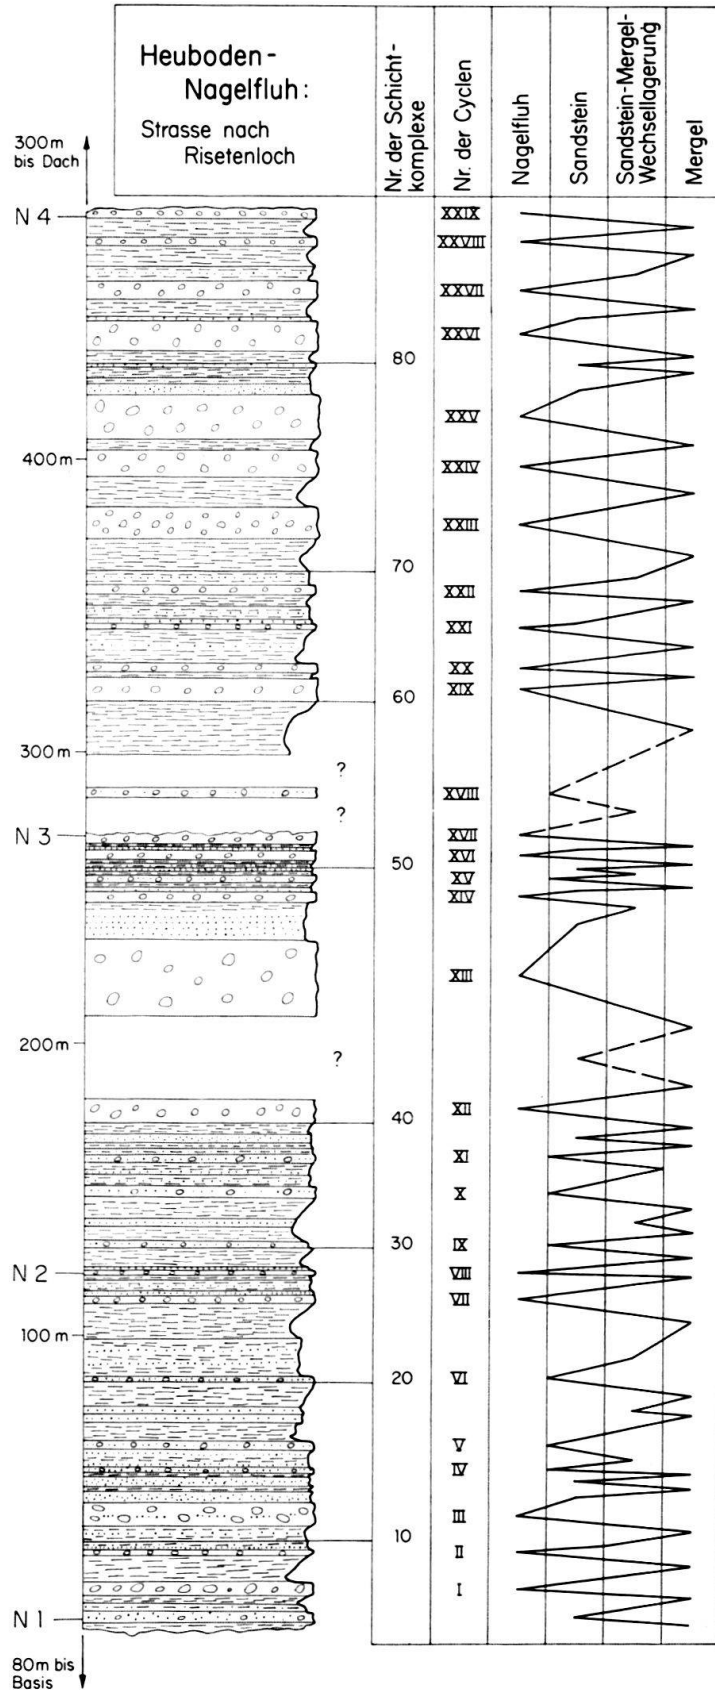 Heuboden-
Nagelfluh:
Strasse nach
Risetenloch
Nr. der Schicht-
komplexe
Nr. der Cyclen
Nagelfluh
Sandstein
Sandstein-Mergel-
Wechsellagerung
Mergel
300m
bis Dach
N 4
XXIX
XXVIII
XXVII
XXVI
80
XXV
400m
XXIV
XXIII
70
XXII
XXI
XX
XIX
60
300m
?
XVIII
?
N 3
XVII
XVI
50
XV
XIV
XIII
200m
?
XII
40
XI
X
IX
30
N 2
VIII
VII
100m
20
VI
V
IV
III
10
II
I
N 1
80m bis
Basis